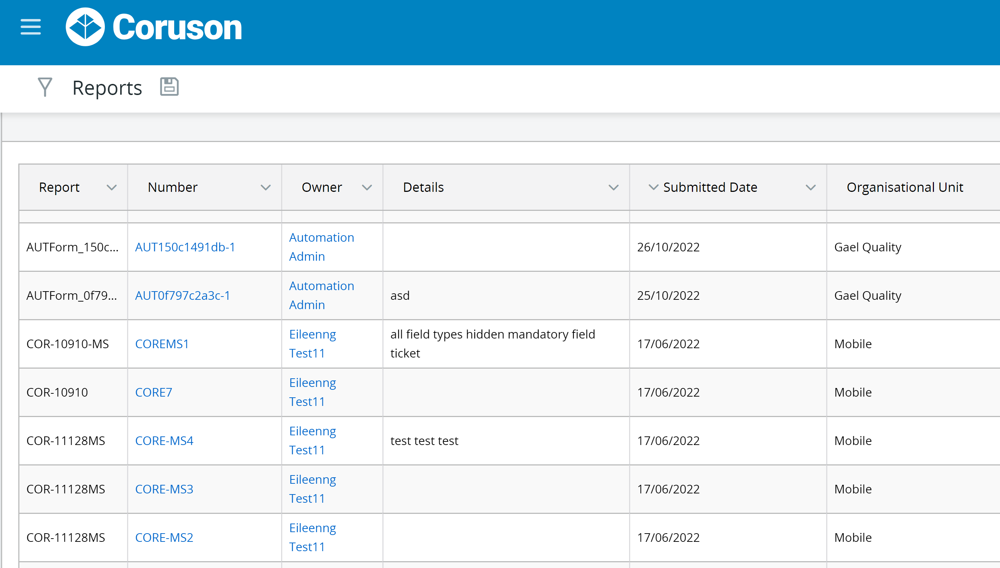 Coruson
Reports
Report Number Owner Details Submitted Date Organisational Unit
AUTForm_150c... AUT150c1491db-1 Automation Admin 26/10/2022 Gael Quality
AUTForm_0f79... AUT0f797c2a3c-1 Automation Admin asd 25/10/2022 Gael Quality
COR-10910-MS COREMS1 Eileenng Test11 all field types hidden mandatory field ticket 17/06/2022 Mobile
COR-10910 CORE7 Eileenng Test11 17/06/2022 Mobile
COR-11128MS CORE-MS4 Eileenng Test11 test test test 17/06/2022 Mobile
COR-11128MS CORE-MS3 Eileenng Test11 17/06/2022 Mobile
COR-11128MS CORE-MS2 Eileenng Test11 17/06/2022 Mobile